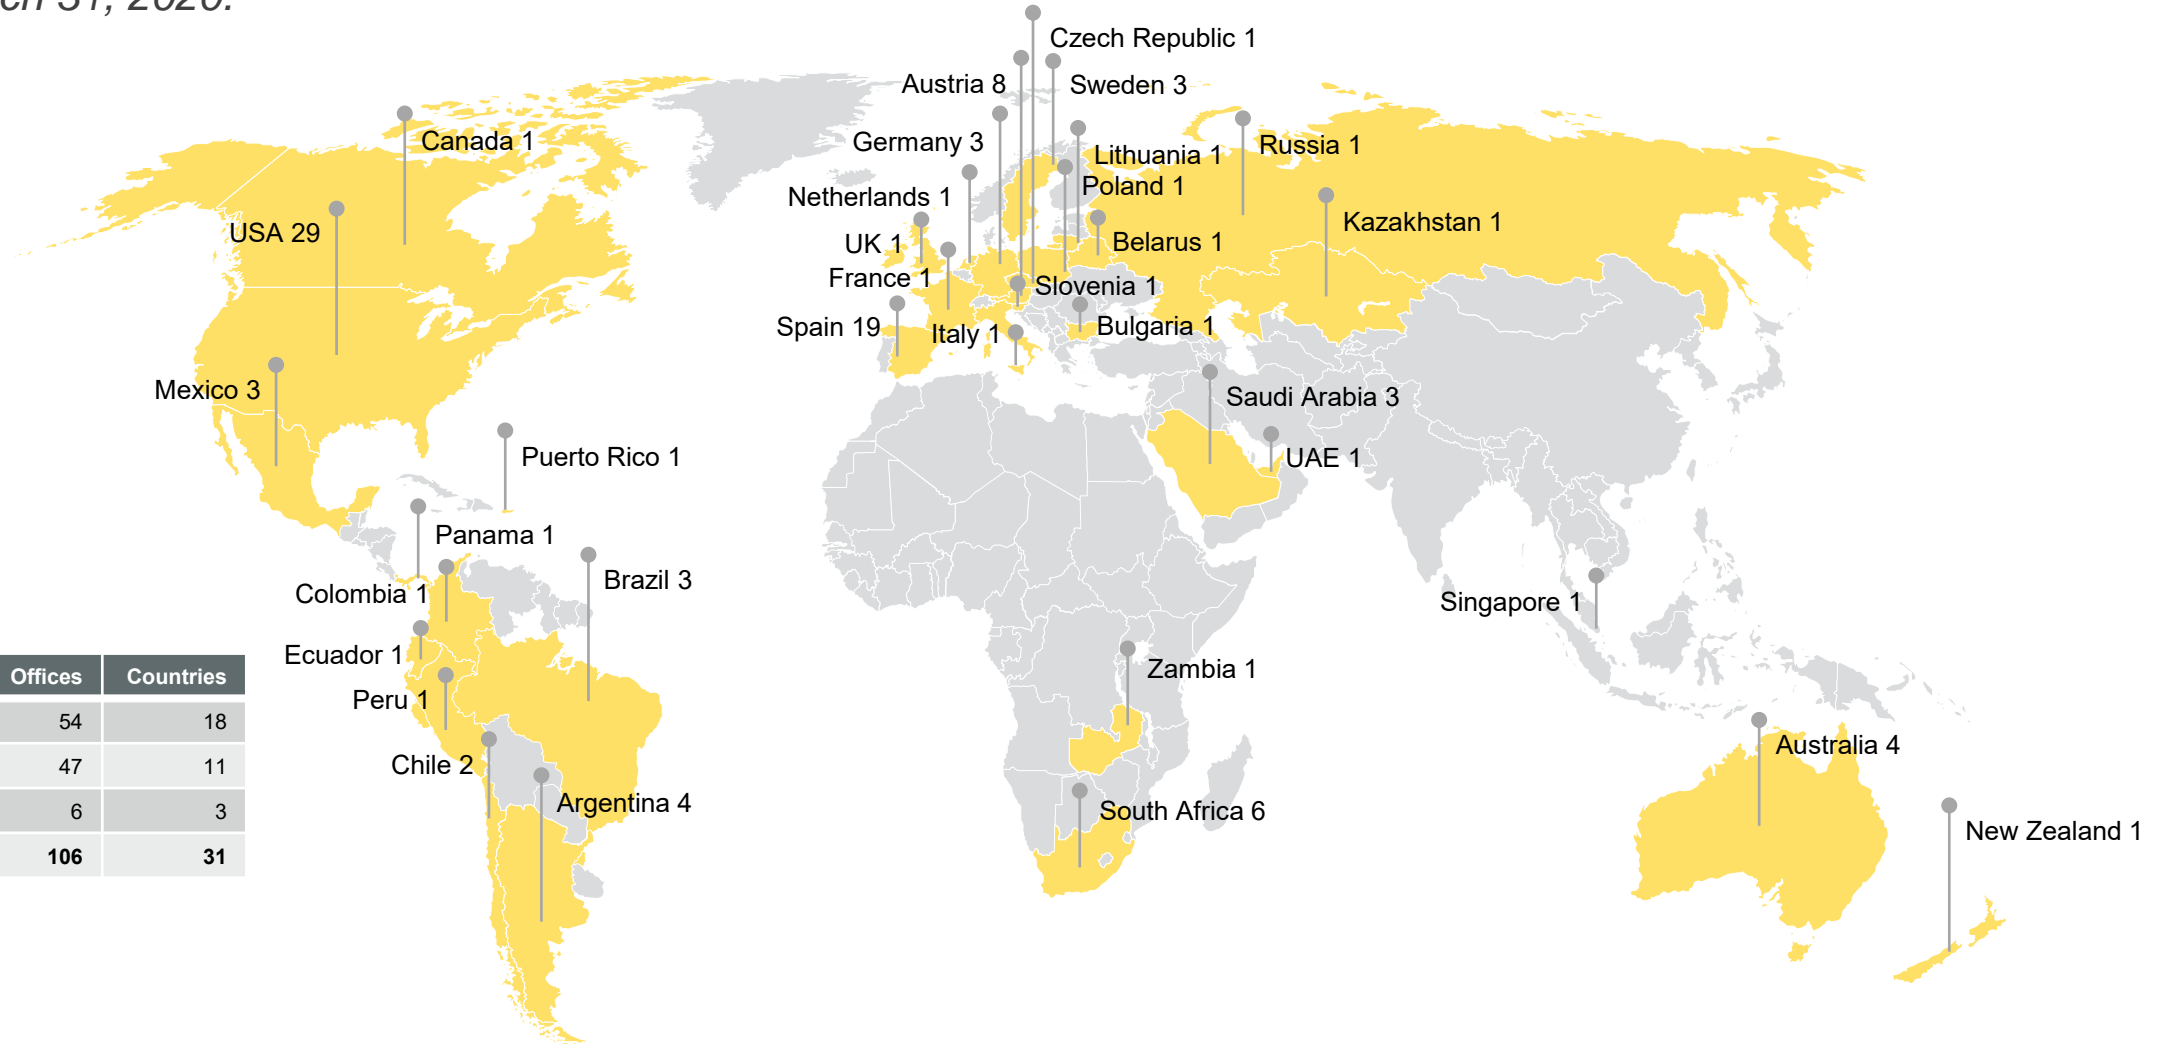 ch 31, 2020.
Czech Republic 1
Austria 8
Sweden 3
Canada 1
Germany 3
Lithuania 1
Russia 1
Netherlands 1
Poland 1
USA 29
UK 1
Belarus 1
Kazakhstan 1
France 1
Slovenia 1
Spain 19
Italy 1
Bulgaria 1
Mexico 3
Saudi Arabia 3
Puerto Rico 1
UAE 1
Panama 1
Colombia 1
Brazil 3
Singapore 1
Ecuador 1
Zambia 1
Peru 1
Chile 2
Australia 4
Argentina 4
South Africa 6
New Zealand 1
Offices Countries
54 18
47 11
6 3
106 31